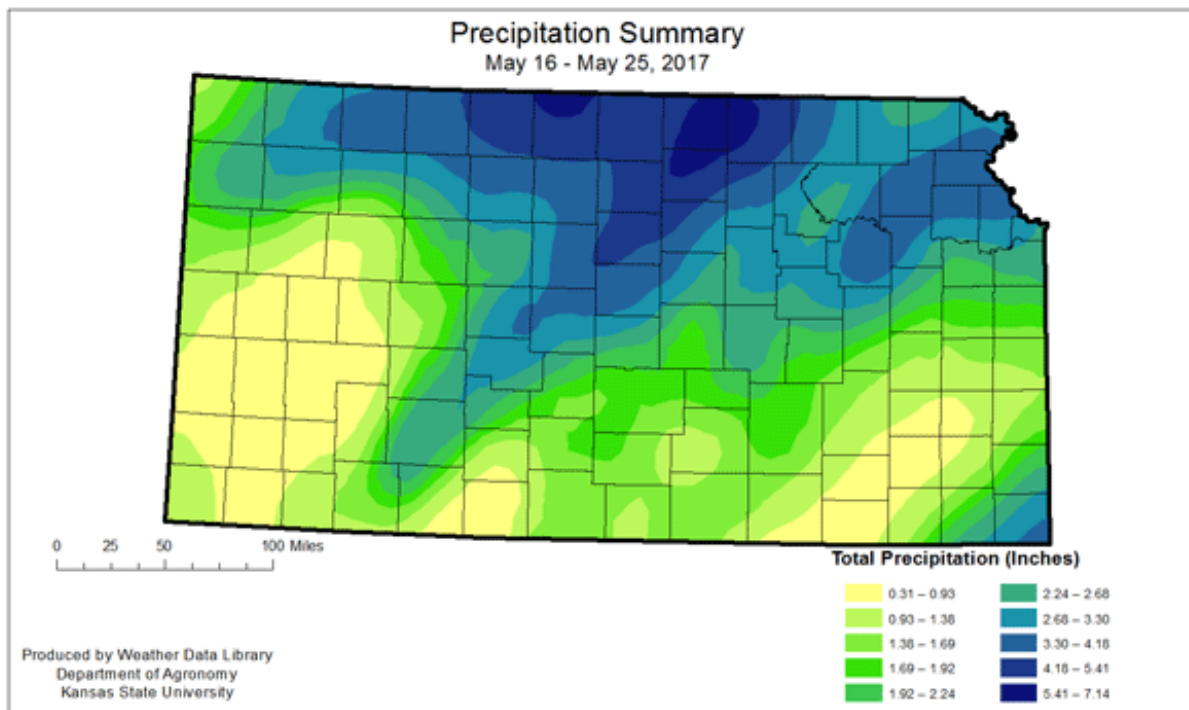 Precipitation Summary
May 16 - May 25, 2017
0 25 50 100 Miles
Total Precipitation (Inches)
0.31 – 0.93
0.93 – 1.38
1.38 – 1.69
1.69 – 1.92
1.92 – 2.24
2.24 – 2.68
2.68 – 3.30
3.30 – 4.18
4.18 – 5.41
5.41 – 7.14
Produced by Weather Data Library
Department of Agronomy
Kansas State University